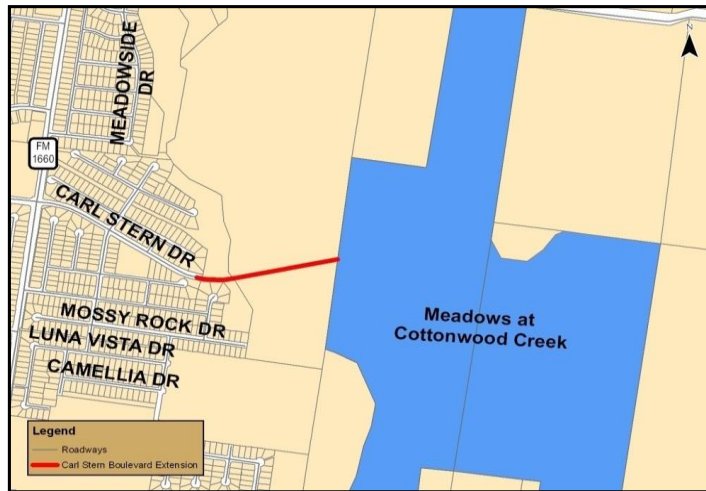 N
MEADOWSIDE
DR
FM
1660
CARL STERN DR
MOSSY ROCK DR
LUNA VISTA DR
CAMELLIA DR
Meadows at
Cottonwood Creek
Legend
Roadways
Carl Stern Boulevard Extension